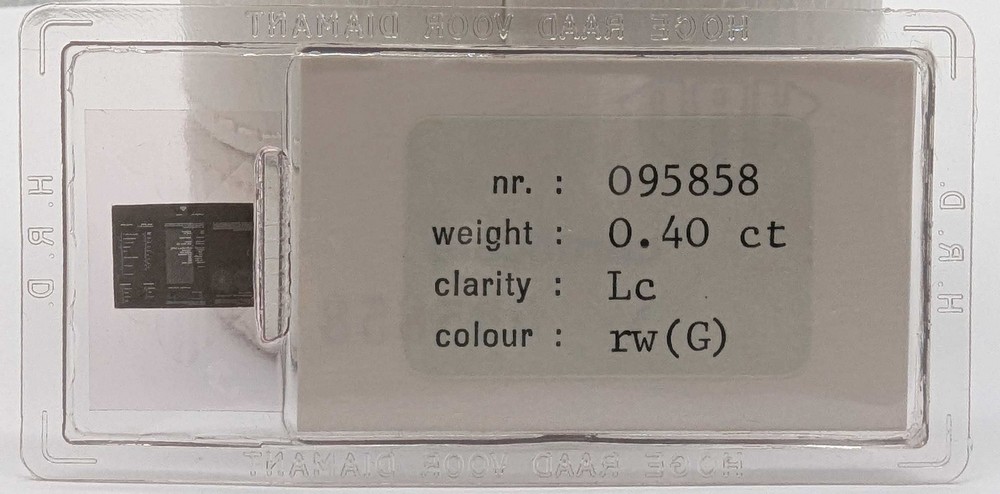 HOGE RAAD VOOR DIAMANT
nr. : 095858
weight : 0.40 ct
clarity : Lc
colour : rw(G)
H.R.D.
H.R.D.
HOGE RAAD VOOR DIAMANT